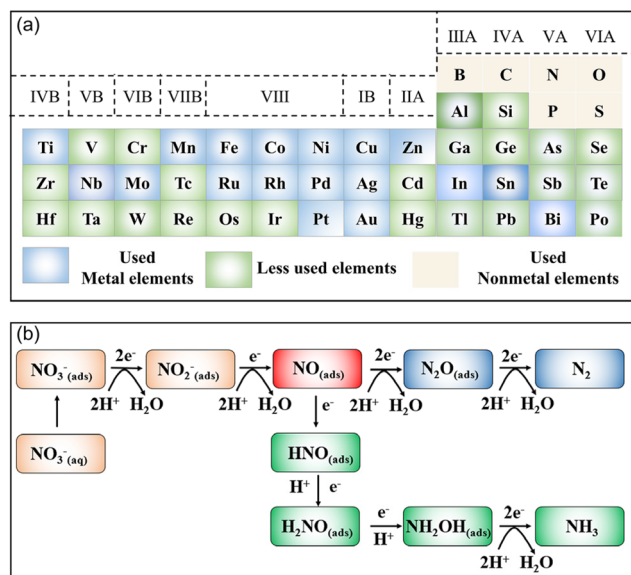 (a)
IIIA IVA VA VIA
B C N O
IVB VB VIB VIIB VIII IB IIA
Al Si P S
Ti V Cr Mn Fe Co Ni Cu Zn Ga Ge As Se
Zr Nb Mo Tc Ru Rh Pd Ag Cd In Sn Sb Te
Hf Ta W Re Os Ir Pt Au Hg Tl Pb Bi Po
Used
Metal elements
Less used elements
Used
Nonmetal elements
(b)
2e⁻ e⁻ 2e⁻ 2e⁻
NO₃⁻(ads) NO₂⁻(ads) NO(ads) N₂O(ads) N₂
2H⁺ H₂O 2H⁺ H₂O 2H⁺ H₂O 2H⁺ H₂O
e⁻
NO₃⁻(aq) HNO(ads)
H⁺ e⁻
e⁻ 2e⁻
H₂NO(ads) NH₂OH(ads) NH₃
H⁺ 2H⁺ H₂O